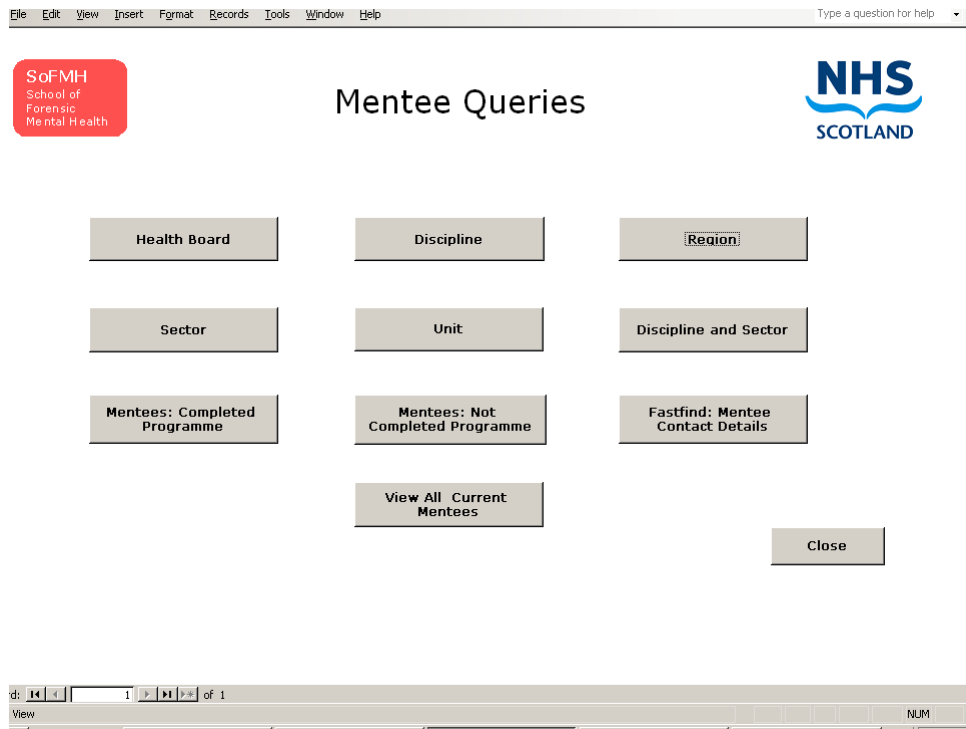 File Edit View Insert Format Records Tools Window Help Type a question for help
SoFMH
School of
Forensic
Mental Health
Mentee Queries
NHS
SCOTLAND
Health Board Discipline Region
Sector Unit Discipline and Sector
Mentees: Completed
Programme
Mentees: Not
Completed Programme
Fastfind: Mentee
Contact Details
View All Current
Mentees
Close
rd: 1 of 1
View NUM